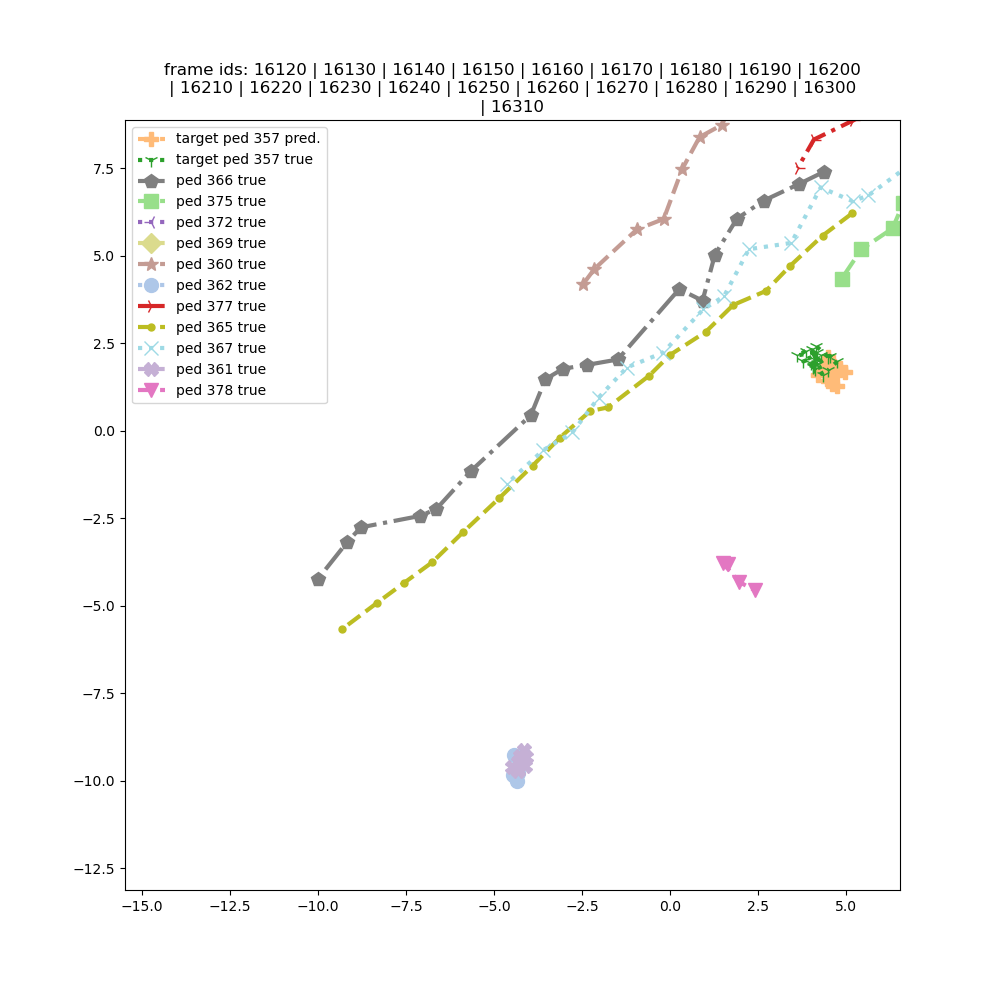 frame ids: 16120 | 16130 | 16140 | 16150 | 16160 | 16170 | 16180 | 16190 | 16200
| 16210 | 16220 | 16230 | 16240 | 16250 | 16260 | 16270 | 16280 | 16290 | 16300
| 16310
target ped 357 pred.
target ped 357 true
ped 366 true
ped 375 true
ped 372 true
ped 369 true
ped 360 true
ped 362 true
ped 377 true
ped 365 true
ped 367 true
ped 361 true
ped 378 true
7.5
5.0
2.5
0.0
−2.5
−5.0
−7.5
−10.0
−12.5
−15.0
−12.5
−10.0
−7.5
−5.0
−2.5
0.0
2.5
5.0